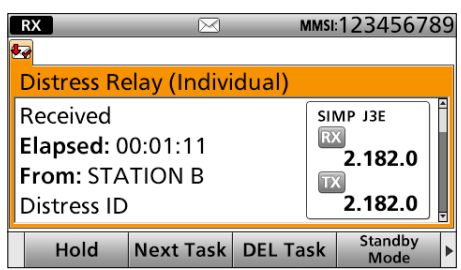 RX MMSI:123456789
Distress Relay (Individual)
Received
Elapsed: 00:01:11
From: STATION B
Distress ID
SIMP J3E
RX
2.182.0
TX
2.182.0
Hold Next Task DEL Task Standby Mode